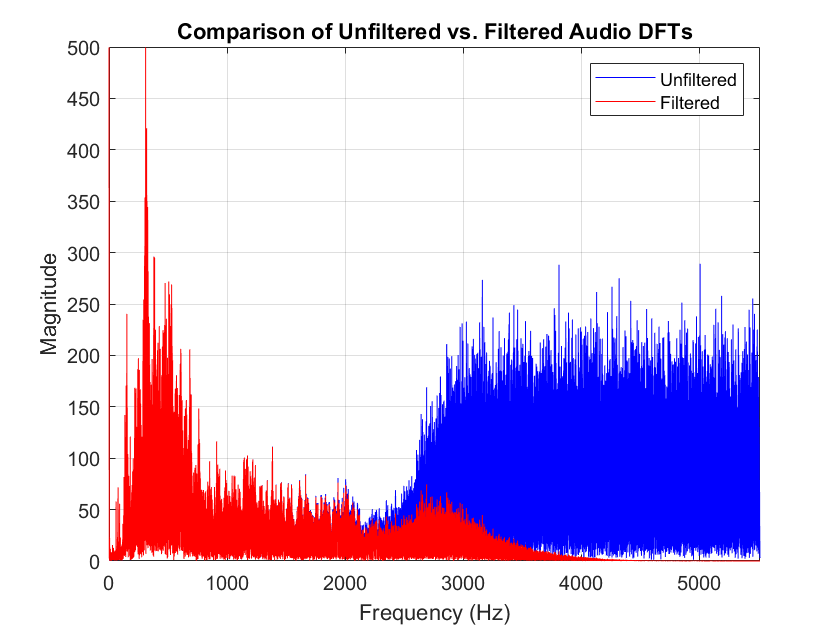 Comparison of Unfiltered vs. Filtered Audio DFTs
Unfiltered
Filtered
Magnitude
500
450
400
350
300
250
200
150
100
50
0
0 1000 2000 3000 4000 5000
Frequency (Hz)